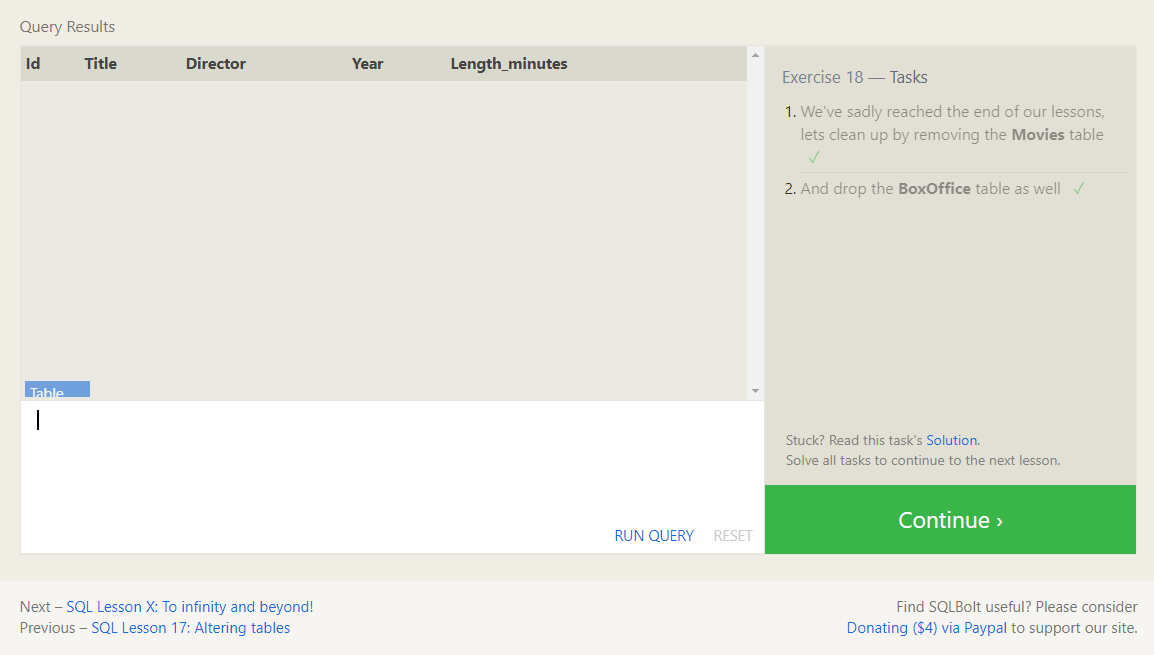 Query Results
Id Title Director Year Length_minutes
Table
Exercise 18 — Tasks
1. We've sadly reached the end of our lessons,
lets clean up by removing the Movies table
✓
2. And drop the BoxOffice table as well ✓
Stuck? Read this task's Solution.
Solve all tasks to continue to the next lesson.
RUN QUERY RESET
Continue ›
Next – SQL Lesson X: To infinity and beyond!
Previous – SQL Lesson 17: Altering tables
Find SQLBolt useful? Please consider
Donating ($4) via Paypal to support our site.